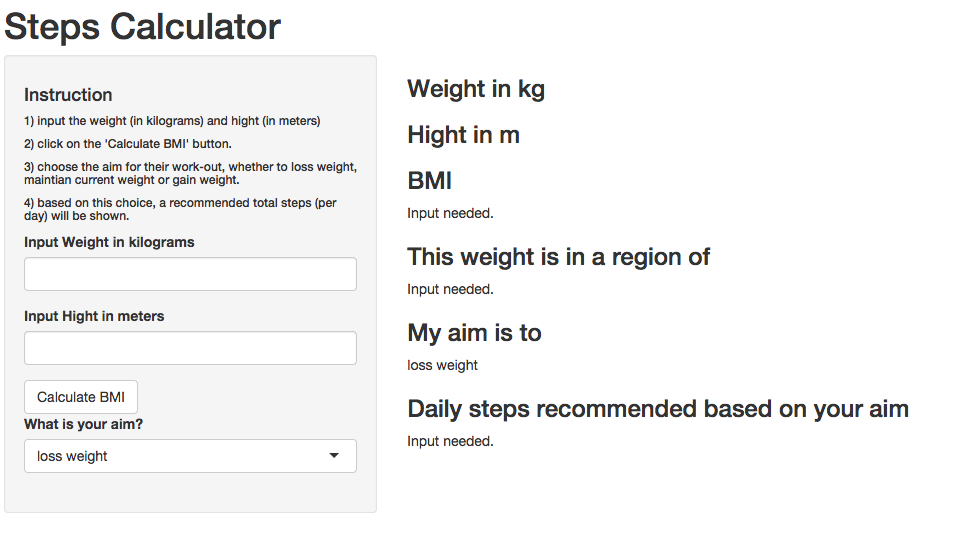 Steps Calculator
Instruction
1) input the weight (in kilograms) and hight (in meters)
2) click on the 'Calculate BMI' button.
3) choose the aim for their work-out, whether to loss weight,
maintian current weight or gain weight.
4) based on this choice, a recommended total steps (per
day) will be shown.
Input Weight in kilograms
Input Hight in meters
Calculate BMI
What is your aim?
loss weight
Weight in kg
Hight in m
BMI
Input needed.
This weight is in a region of
Input needed.
My aim is to
loss weight
Daily steps recommended based on your aim
Input needed.